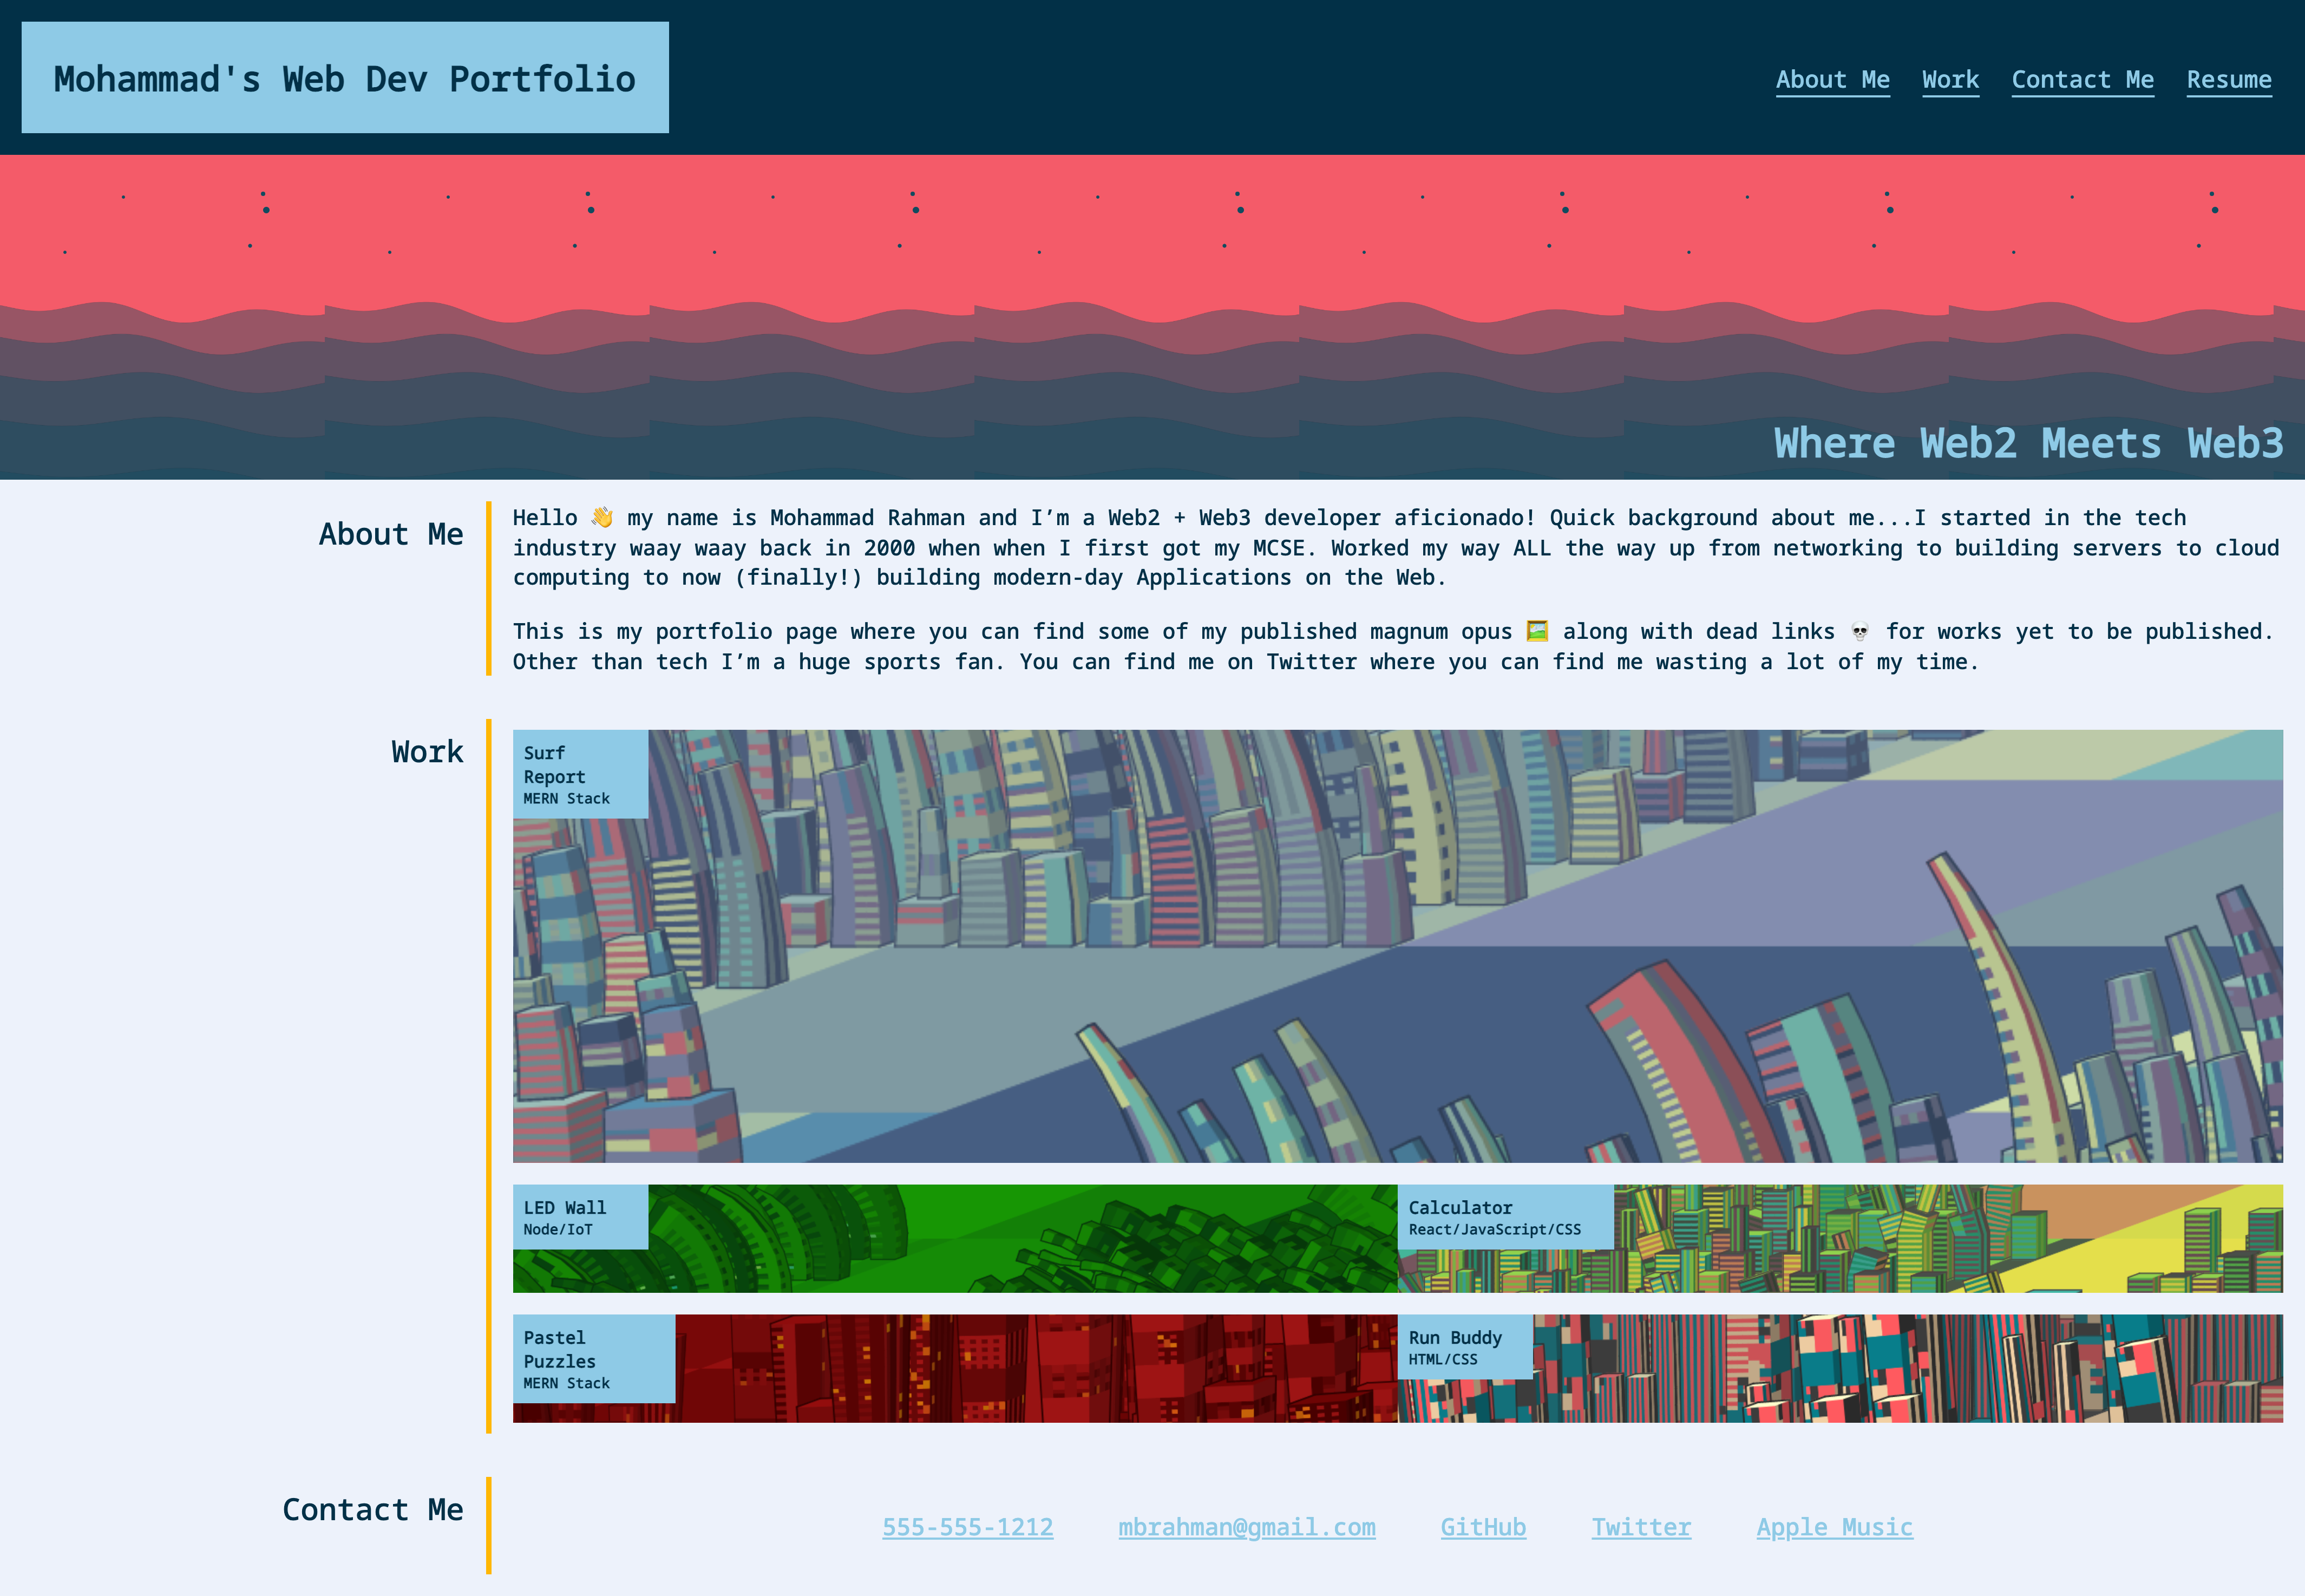 Mohammad's Web Dev Portfolio
About Me Work Contact Me Resume
Where Web2 Meets Web3
About Me
Hello 👋 my name is Mohammad Rahman and I’m a Web2 + Web3 developer aficionado! Quick background about me...I started in the tech
industry waay waay back in 2000 when when I first got my MCSE. Worked my way ALL the way up from networking to building servers to cloud
computing to now (finally!) building modern-day Applications on the Web.
This is my portfolio page where you can find some of my published magnum opus 🖼️ along with dead links 💀 for works yet to be published.
Other than tech I’m a huge sports fan. You can find me on Twitter where you can find me wasting a lot of my time.
Work
Surf
Report
MERN Stack
LED Wall
Node/IoT
Calculator
React/JavaScript/CSS
Pastel
Puzzles
MERN Stack
Run Buddy
HTML/CSS
Contact Me
555-555-1212 mbrahman@gmail.com GitHub Twitter Apple Music